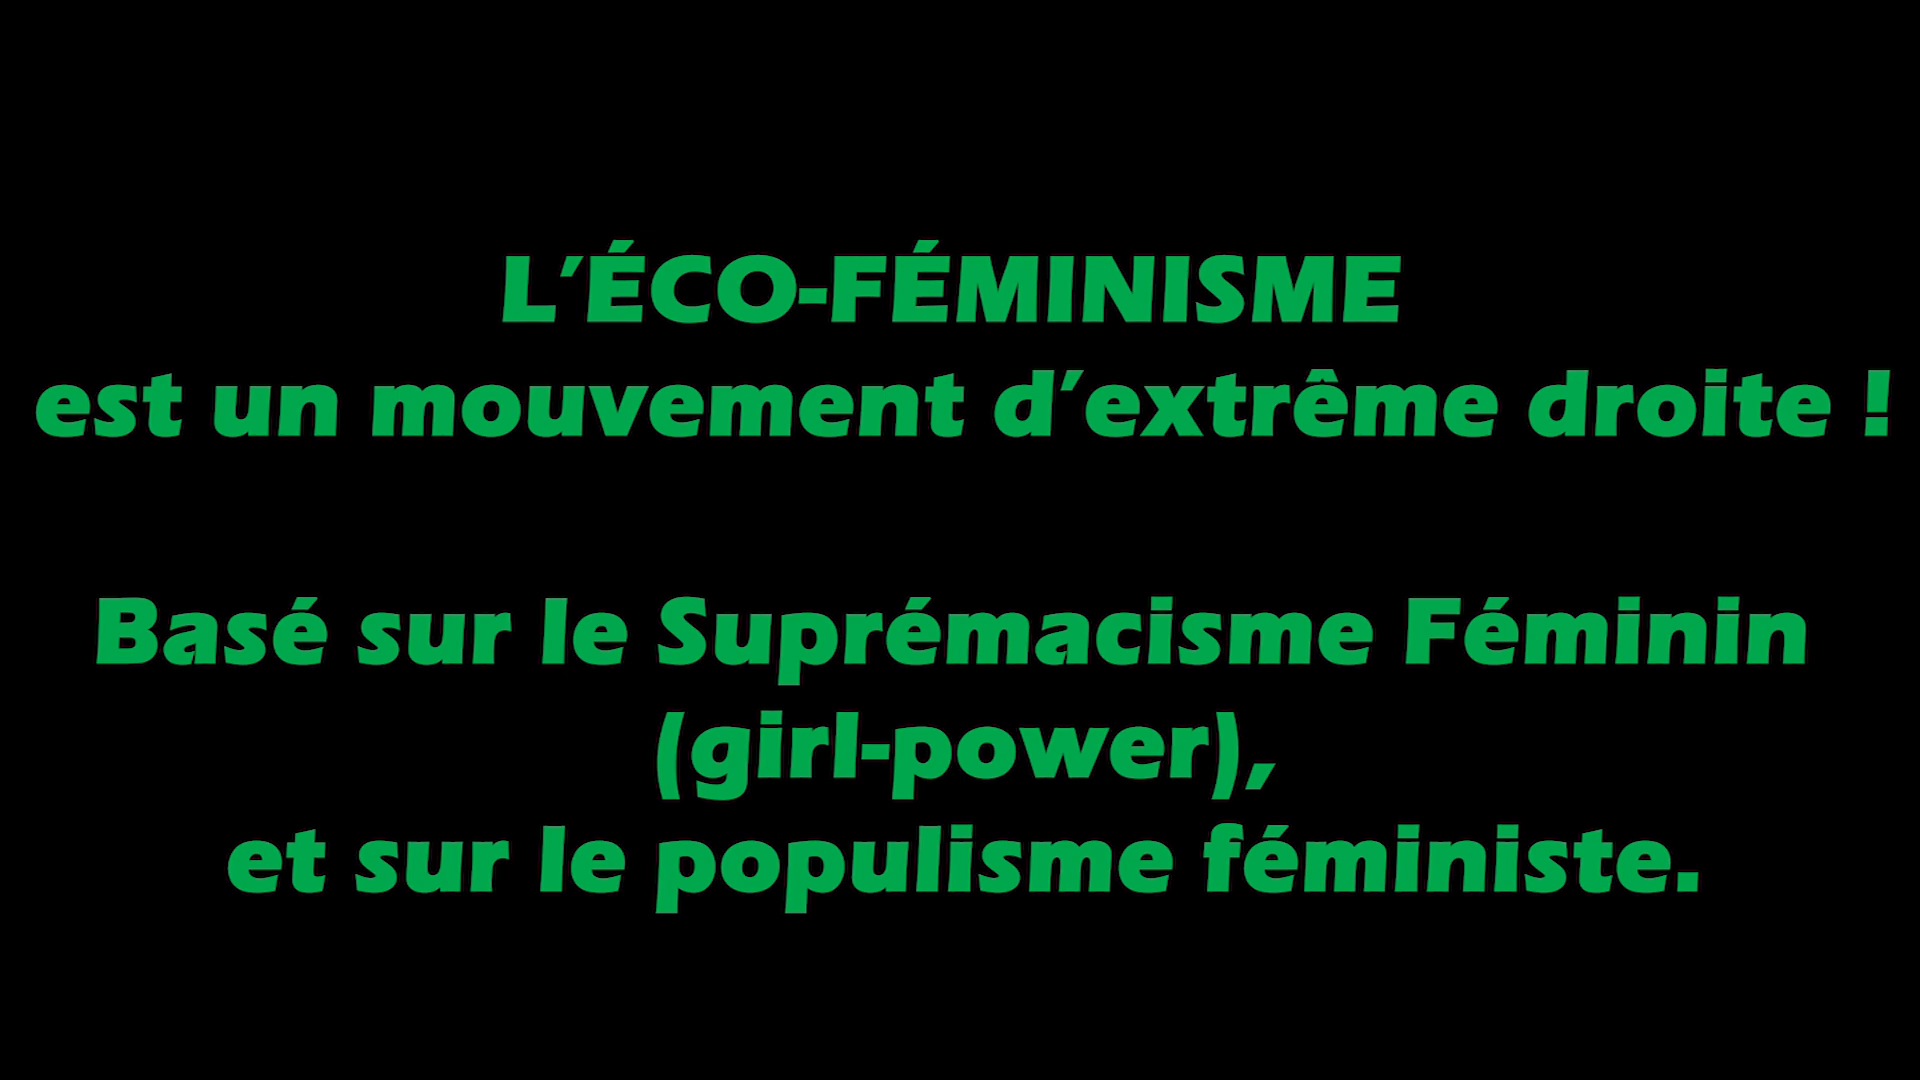 L'ÉCO-FÉMINISME
est un mouvement d'extrême droite !
Basé sur le Suprémacisme Féminin
(girl-power),
et sur le populisme féministe.